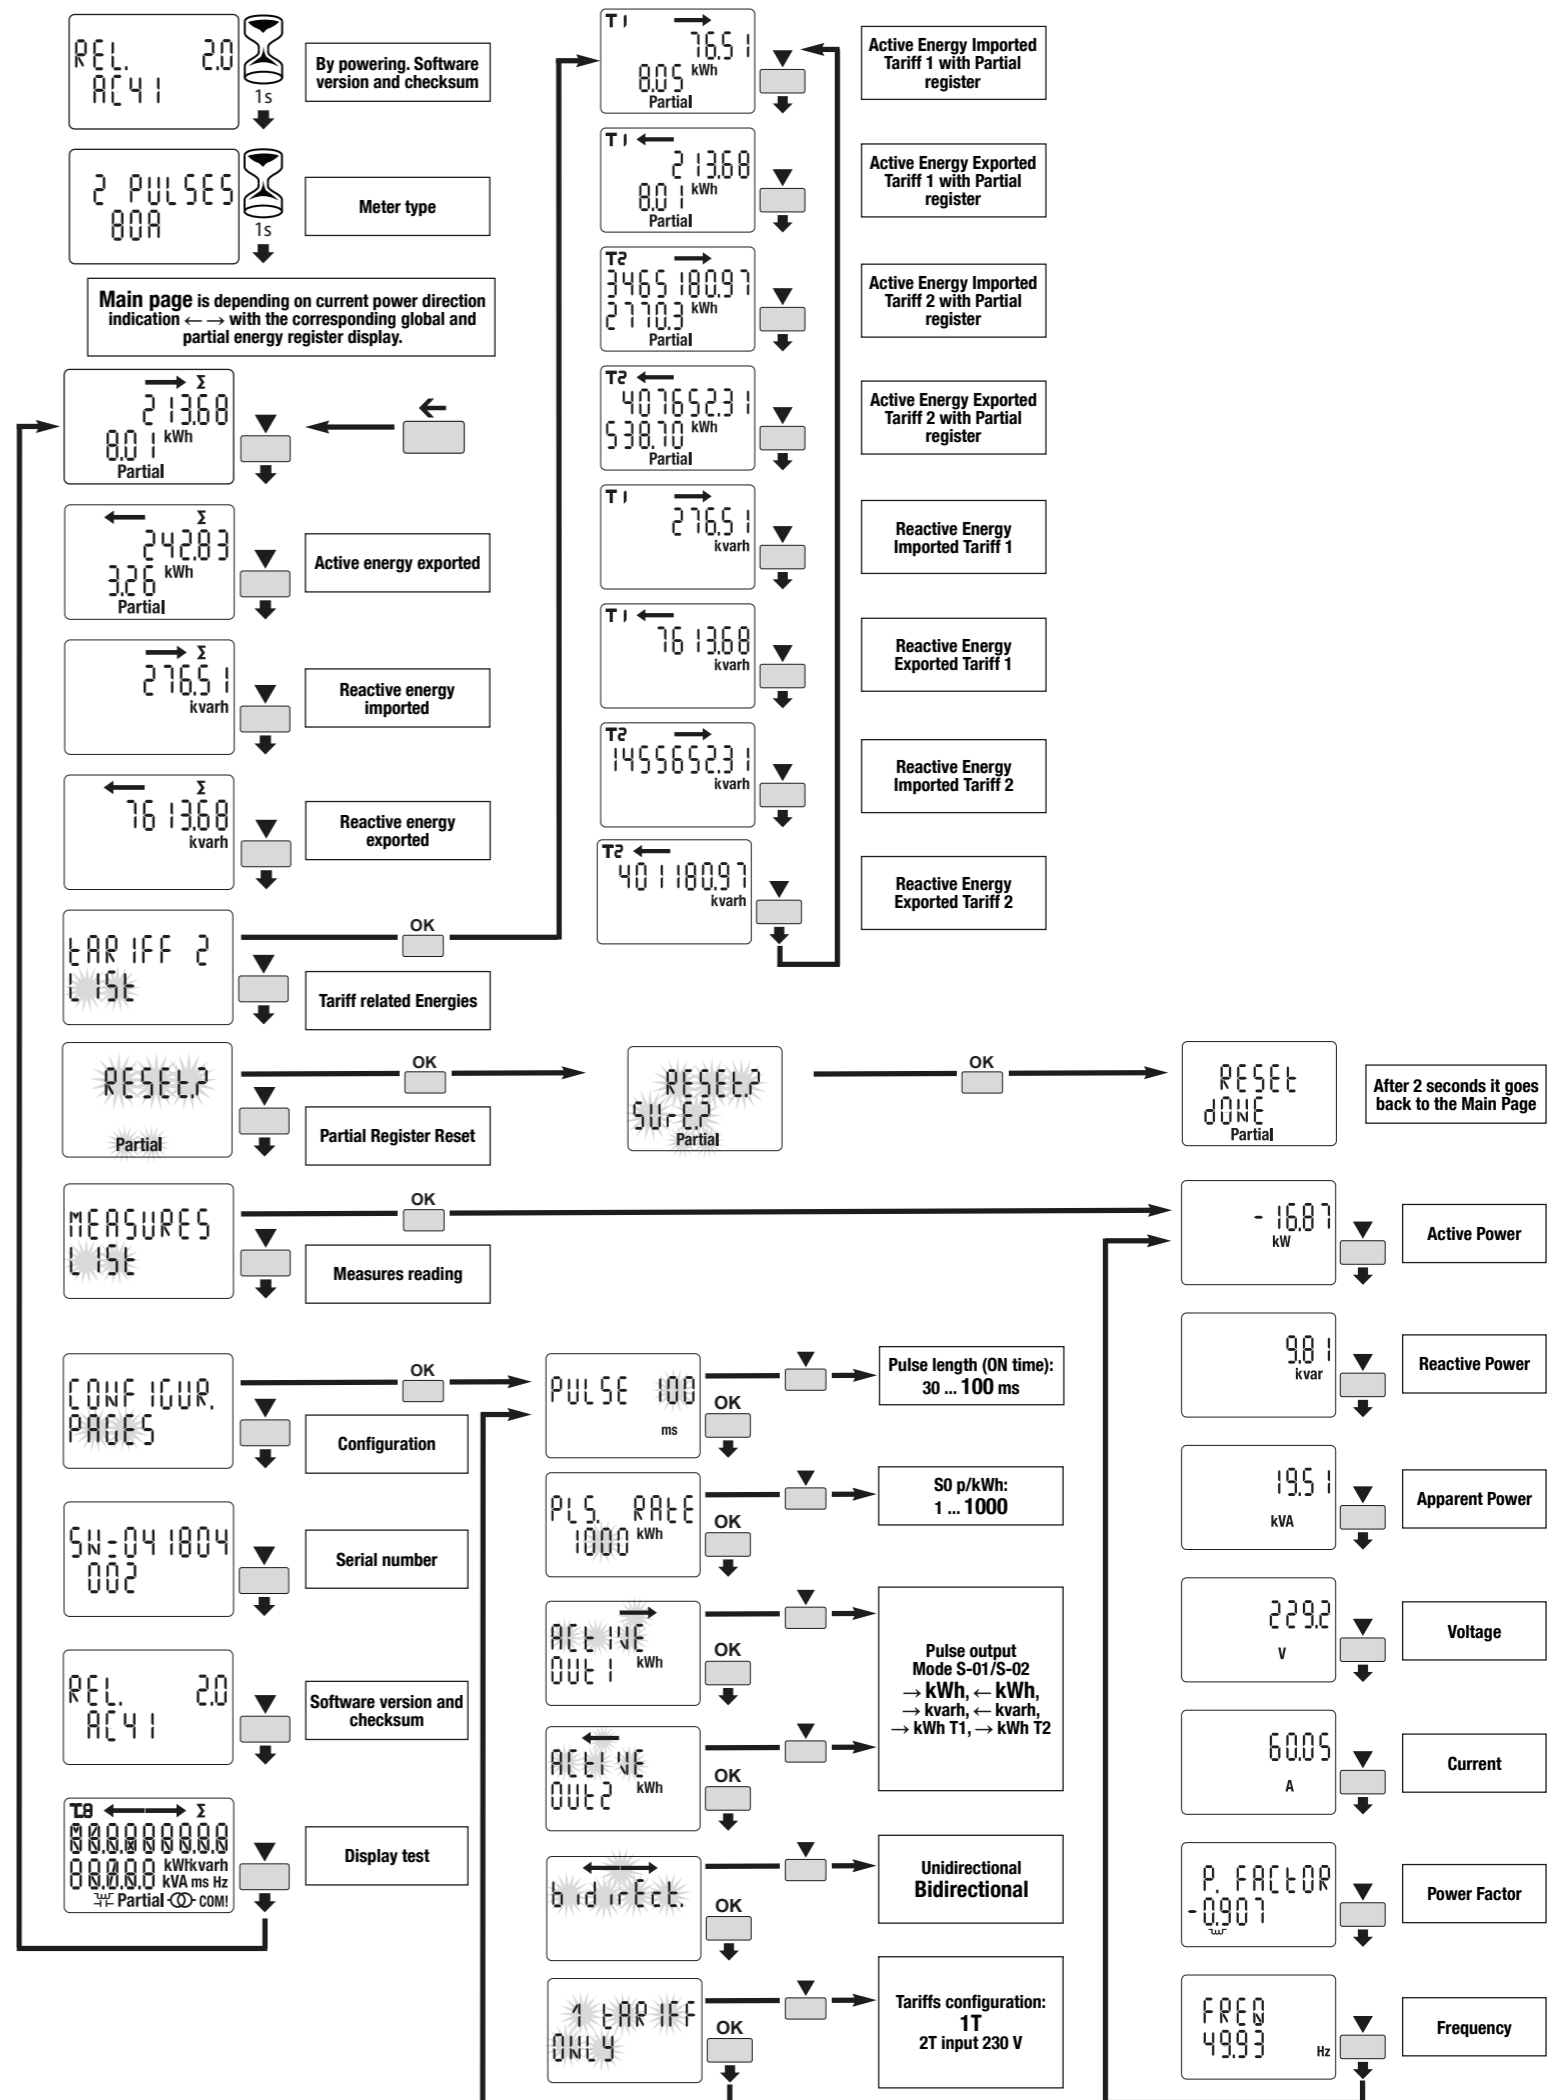 REL. 2.0
AC41
1s
By powering. Software
version and checksum
2 PULSES
80A
1s
Meter type
Main page is depending on current power direction
indication ← → with the corresponding global and
partial energy register display.
→ Σ
213.68
8.01 kWh
Partial
←
← Σ
242.83
3.26 kWh
Partial
Active energy exported
→ Σ
276.51
kvarh
Reactive energy
imported
← Σ
7613.68
kvarh
Reactive energy
exported
tARIFF 2
LISt
OK
Tariff related Energies
T1 →
76.51
8.05 kWh
Partial
Active Energy Imported
Tariff 1 with Partial
register
T1 ←
213.68
8.01 kWh
Partial
Active Energy Exported
Tariff 1 with Partial
register
T2 →
3465180.97
2770.3 kWh
Partial
Active Energy Imported
Tariff 2 with Partial
register
T2 ←
407652.31
538.70 kWh
Partial
Active Energy Exported
Tariff 2 with Partial
register
T1 →
276.51
kvarh
Reactive Energy
Imported Tariff 1
T1 ←
7613.68
kvarh
Reactive Energy
Exported Tariff 1
T2 →
1455652.31
kvarh
Reactive Energy
Imported Tariff 2
T2 ←
401180.97
kvarh
Reactive Energy
Exported Tariff 2
RESEt.?
Partial
OK
Partial Register Reset
RESEt.?
SUrE.?
Partial
OK
RESEt
dONE
Partial
After 2 seconds it goes
back to the Main Page
MEASURES
LISt
OK
Measures reading
CONFIGUR.
PAGES
OK
Configuration
SN=041804
002
Serial number
REL. 2.0
AC41
Software version and
checksum
T.8 ← → Σ
kWhkvarh
kVA ms Hz
Partial COM!
Display test
PULSE 100
ms
OK
Pulse length (ON time):
30 ... 100 ms
PLS. RAtE
1000 kWh
OK
S0 p/kWh:
1 ... 1000
→
ACtIVE
OUt1 kWh
OK
←
ACtIVE
OUt2 kWh
OK
Pulse output
Mode S-01/S-02
→ kWh, ← kWh,
→ kvarh, ← kvarh,
→ kWh T1, → kWh T2
← →
bidirEct.
OK
Unidirectional
Bidirectional
1 tARIFF
ONLY
OK
Tariffs configuration:
1T
2T input 230 V
-16.87
kW
Active Power
9.81
kvar
Reactive Power
19.51
kVA
Apparent Power
229.2
V
Voltage
60.05
A
Current
P. FACtOR
-0.907
Power Factor
FREQ
49.93 Hz
Frequency